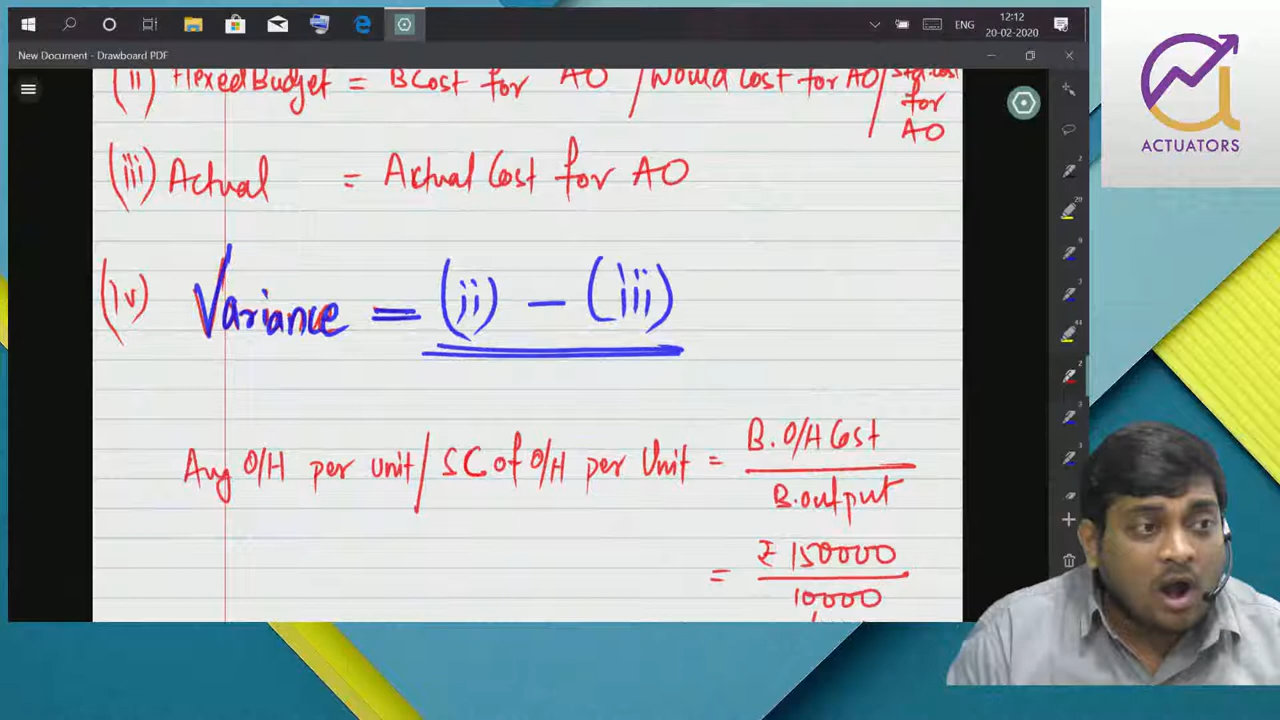 ENG
12:12
20-02-2020
New Document - Drawboard PDF
(ii) Flexed Budget = BCost for AO / Would Cost for AO / Std. Cost for AO
(iii) Actual = Actual Cost for AO
(iv) Variance = (ii) - (iii)
Avg O/H per unit / SC of O/H per Unit = B. O/H Cost
B. output
= ₹ 150000
10000
ACTUATORS